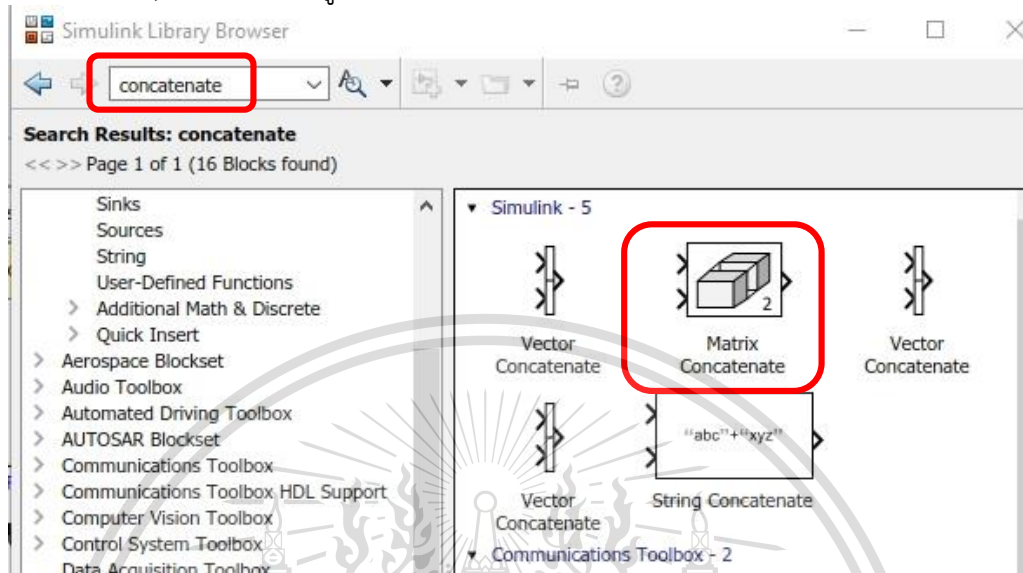 Simulink Library Browser
concatenate
Search Results: concatenate
<< >> Page 1 of 1 (16 Blocks found)
Sinks
Sources
String
User-Defined Functions
> Additional Math & Discrete
> Quick Insert
> Aerospace Blockset
> Audio Toolbox
> Automated Driving Toolbox
> AUTOSAR Blockset
> Communications Toolbox
> Communications Toolbox HDL Support
> Computer Vision Toolbox
> Control System Toolbox
Data Acquisition Toolbox
Simulink - 5
2
Vector
Concatenate
Matrix
Concatenate
Vector
Concatenate
"abc"+"xyz"
Vector
Concatenate
String Concatenate
Communications Toolbox - 2